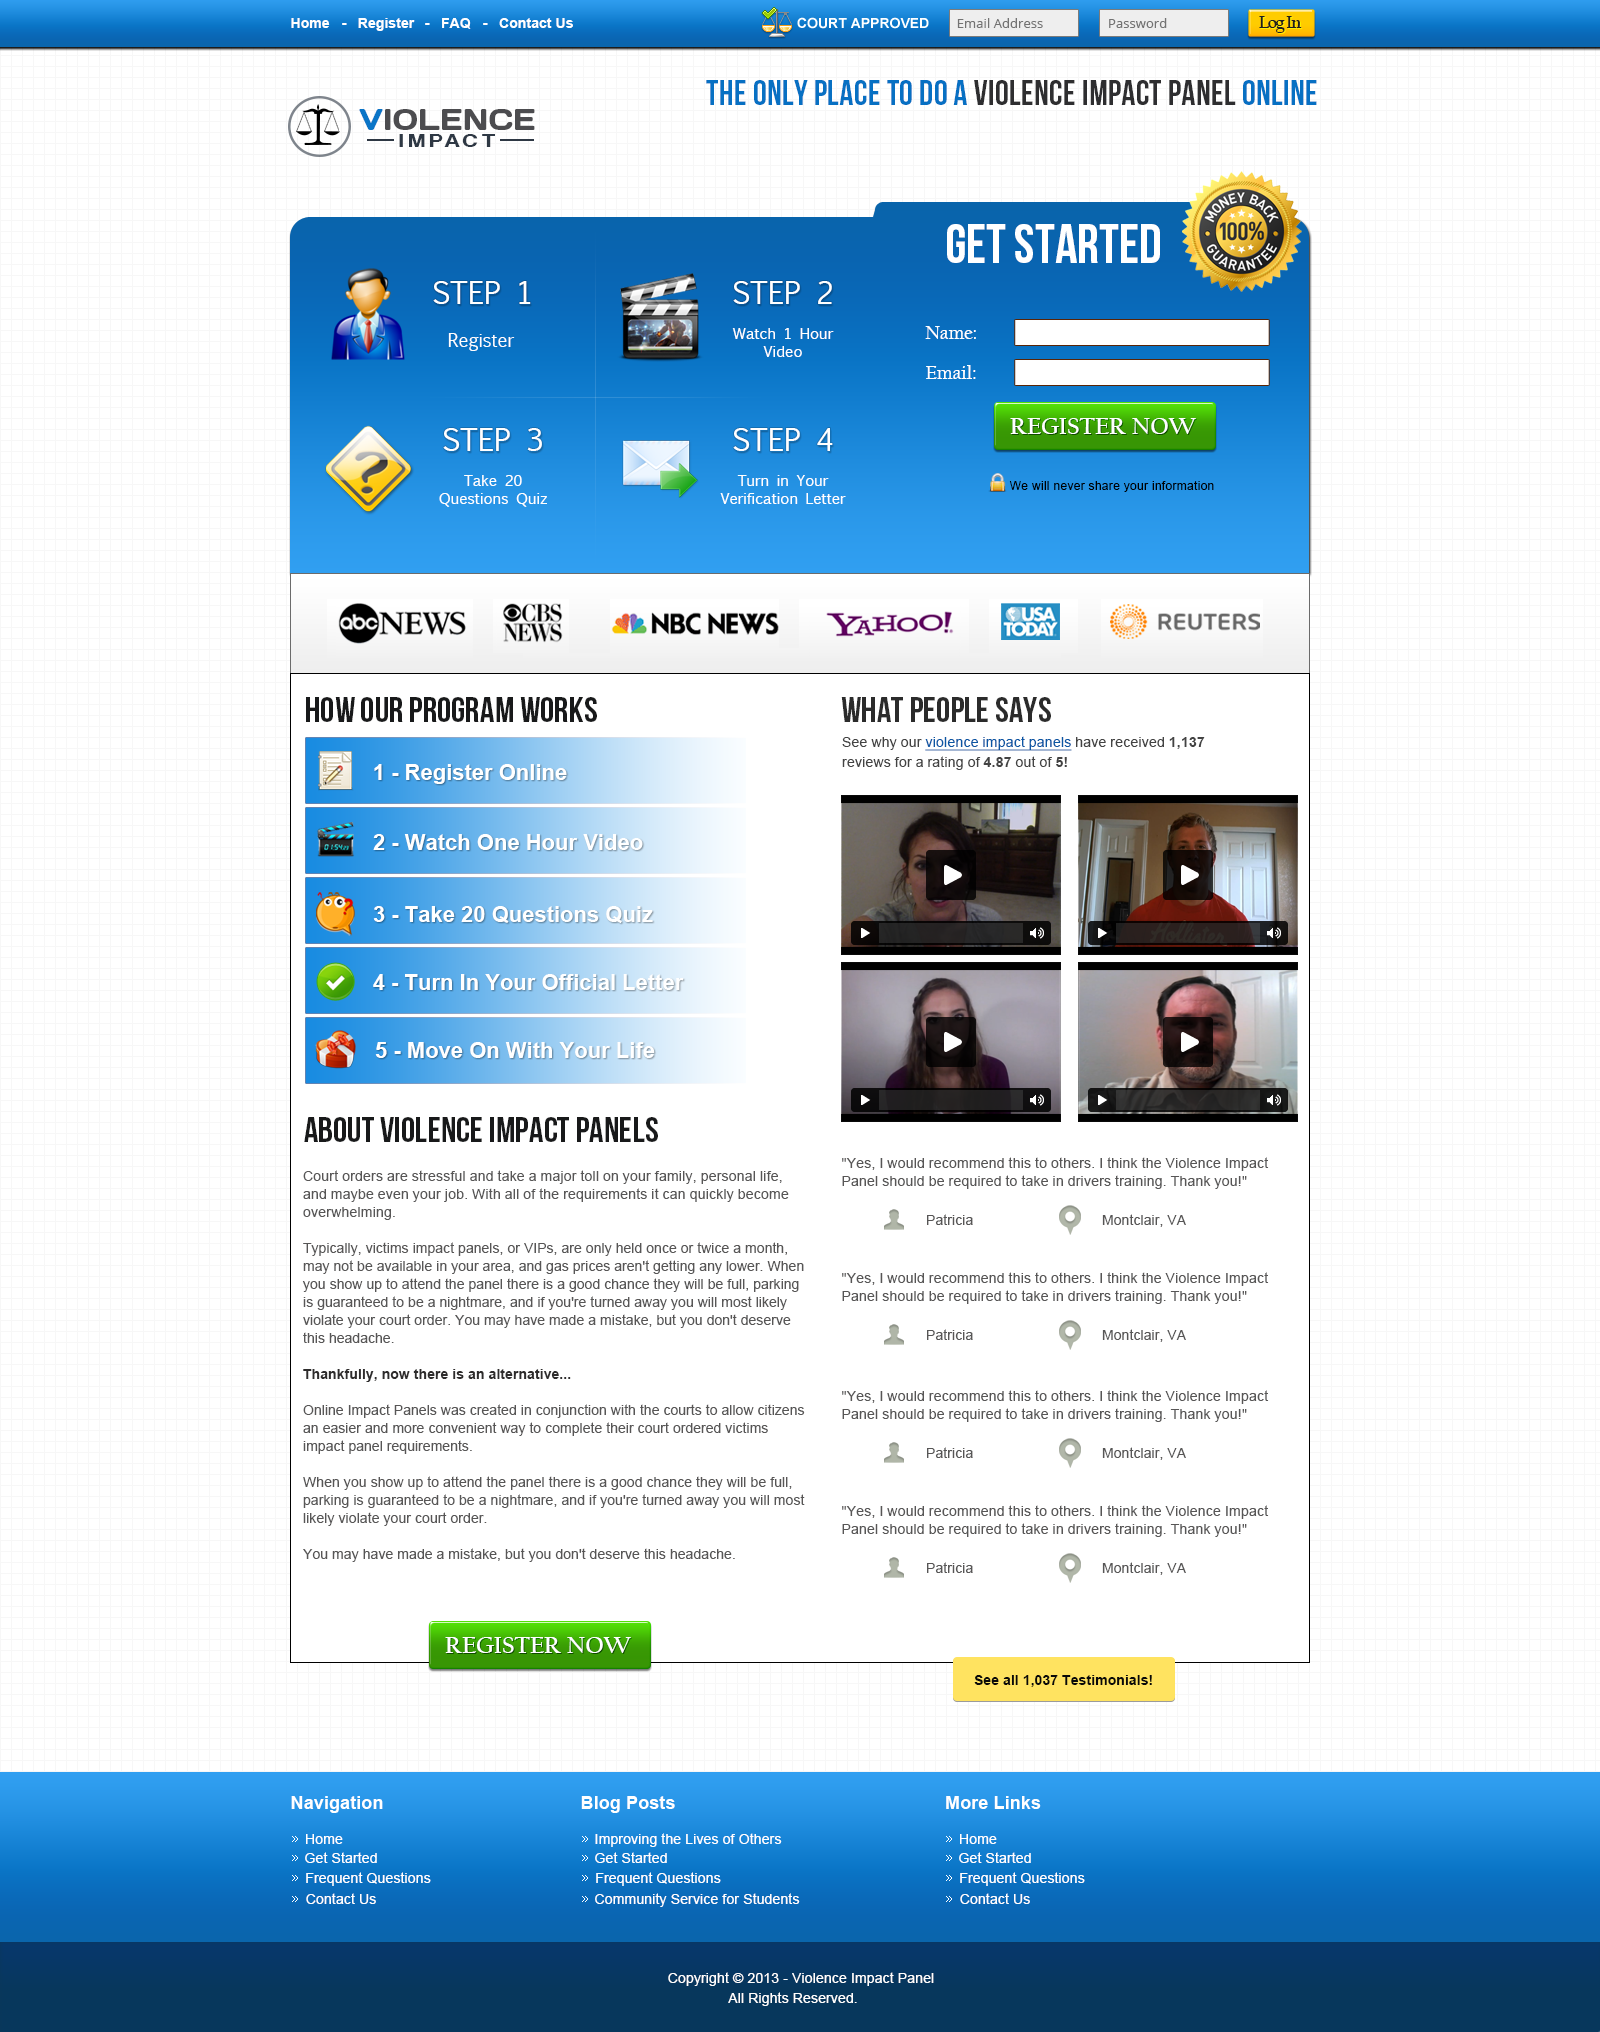 Home - Register - FAQ - Contact Us
COURT APPROVED
Email Address
Password
Log In
THE ONLY PLACE TO DO A VIOLENCE IMPACT PANEL ONLINE
VIOLENCE
IMPACT
GET STARTED
MONEY BACK
100%
GUARANTEE
STEP 1
Register
STEP 2
Watch 1 Hour
Video
STEP 3
Take 20
Questions Quiz
STEP 4
Turn in Your
Verification Letter
Name:
Email:
REGISTER NOW
We will never share your information
abc NEWS
CBS
NEWS
NBC NEWS
YAHOO!
USA
TODAY
REUTERS
HOW OUR PROGRAM WORKS
1 - Register Online
2 - Watch One Hour Video
3 - Take 20 Questions Quiz
4 - Turn In Your Official Letter
5 - Move On With Your Life
ABOUT VIOLENCE IMPACT PANELS
Court orders are stressful and take a major toll on your family, personal life,
and maybe even your job. With all of the requirements it can quickly become
overwhelming.
Typically, victims impact panels, or VIPs, are only held once or twice a month,
may not be available in your area, and gas prices aren't getting any lower. When
you show up to attend the panel there is a good chance they will be full, parking
is guaranteed to be a nightmare, and if you're turned away you will most likely
violate your court order. You may have made a mistake, but you don't deserve
this headache.
Thankfully, now there is an alternative...
Online Impact Panels was created in conjunction with the courts to allow citizens
an easier and more convenient way to complete their court ordered victims
impact panel requirements.
When you show up to attend the panel there is a good chance they will be full,
parking is guaranteed to be a nightmare, and if you're turned away you will most
likely violate your court order.
You may have made a mistake, but you don't deserve this headache.
REGISTER NOW
WHAT PEOPLE SAYS
See why our violence impact panels have received 1,137
reviews for a rating of 4.87 out of 5!
Hollister
"Yes, I would recommend this to others. I think the Violence Impact
Panel should be required to take in drivers training. Thank you!"
Patricia
Montclair, VA
"Yes, I would recommend this to others. I think the Violence Impact
Panel should be required to take in drivers training. Thank you!"
Patricia
Montclair, VA
"Yes, I would recommend this to others. I think the Violence Impact
Panel should be required to take in drivers training. Thank you!"
Patricia
Montclair, VA
"Yes, I would recommend this to others. I think the Violence Impact
Panel should be required to take in drivers training. Thank you!"
Patricia
Montclair, VA
See all 1,037 Testimonials!
Navigation
» Home
» Get Started
» Frequent Questions
» Contact Us
Blog Posts
» Improving the Lives of Others
» Get Started
» Frequent Questions
» Community Service for Students
More Links
» Home
» Get Started
» Frequent Questions
» Contact Us
Copyright © 2013 - Violence Impact Panel
All Rights Reserved.